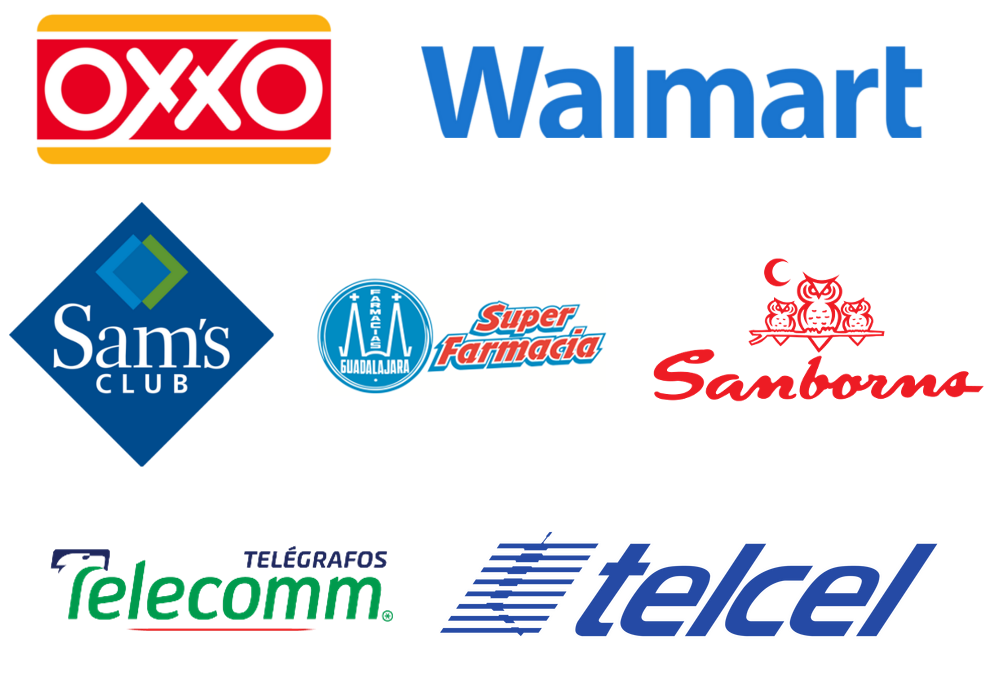 OXXO
Walmart
Sam's
CLUB
FARMACIAS
GUADALAJARA
Super
Farmacia
Sanborns
TELÉGRAFOS
Telecomm
telcel